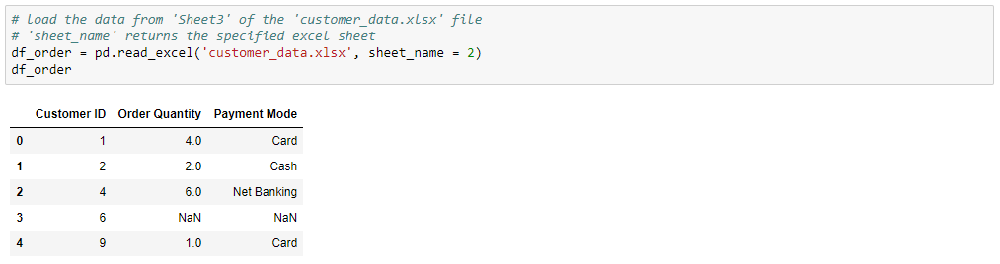 # load the data from 'Sheet3' of the 'customer_data.xlsx' file
# 'sheet_name' returns the specified excel sheet
df_order = pd.read_excel('customer_data.xlsx', sheet_name = 2)
df_order
Customer ID Order Quantity Payment Mode
0 1 4.0 Card
1 2 2.0 Cash
2 4 6.0 Net Banking
3 6 NaN NaN
4 9 1.0 Card